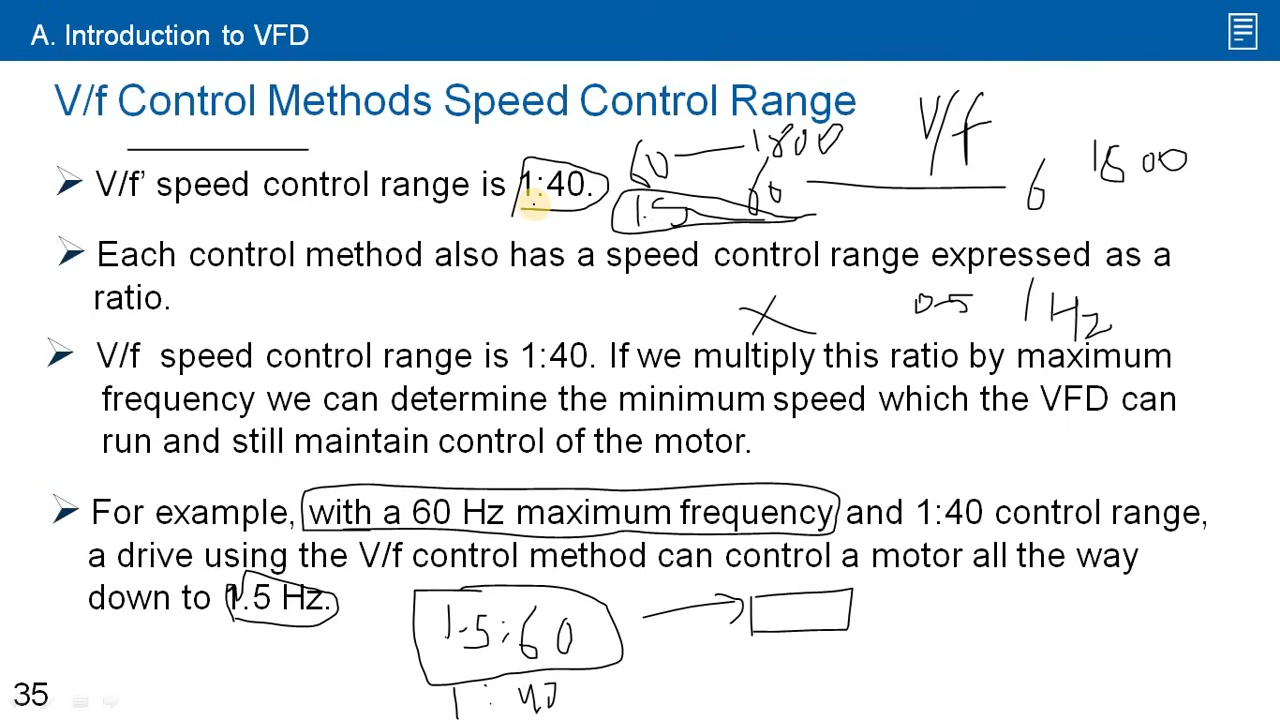 A. Introduction to VFD
V/f Control Methods Speed Control Range
V/f
60 — 1800
1800
➢ V/f’ speed control range is 1:40.
1.5
60
6
➢ Each control method also has a speed control range expressed as a
ratio.
0.5 1 Hz
➢ V/f speed control range is 1:40. If we multiply this ratio by maximum
frequency we can determine the minimum speed which the VFD can
run and still maintain control of the motor.
➢ For example, with a 60 Hz maximum frequency and 1:40 control range,
a drive using the V/f control method can control a motor all the way
down to 1.5 Hz.
1.5:60
1:40
35